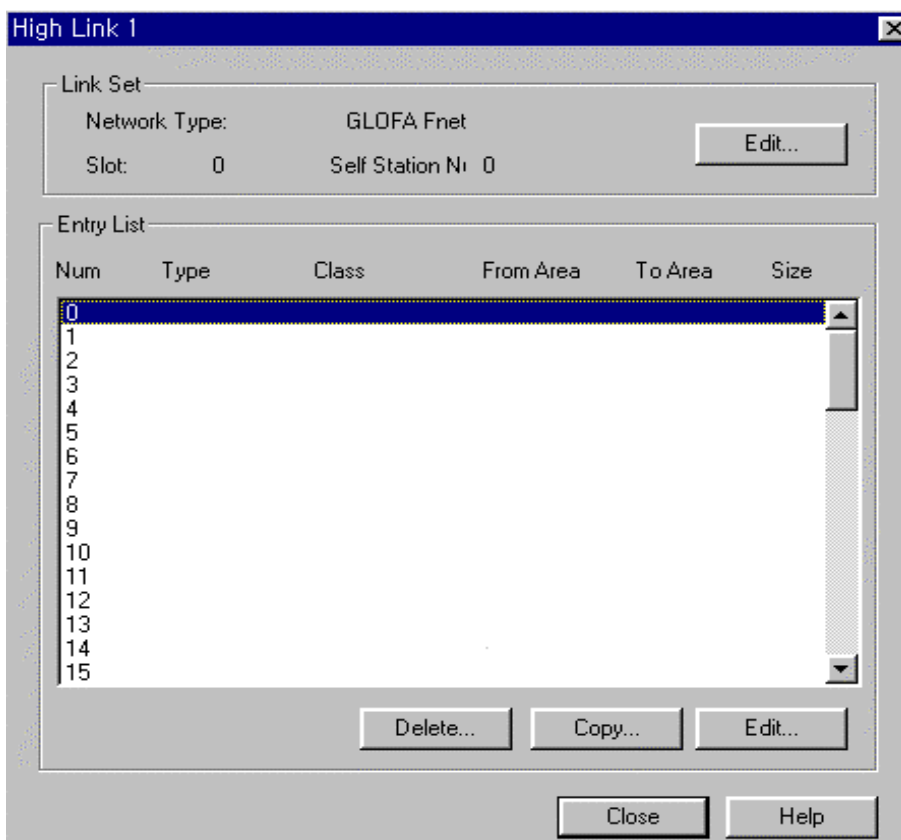 High Link 1
Link Set
Network Type: GLOFA Fnet
Edit...
Slot: 0 Self Station Nu 0
Entry List
Num Type Class From Area To Area Size
0
1
2
3
4
5
6
7
8
9
10
11
12
13
14
15
Delete... Copy... Edit...
Close Help